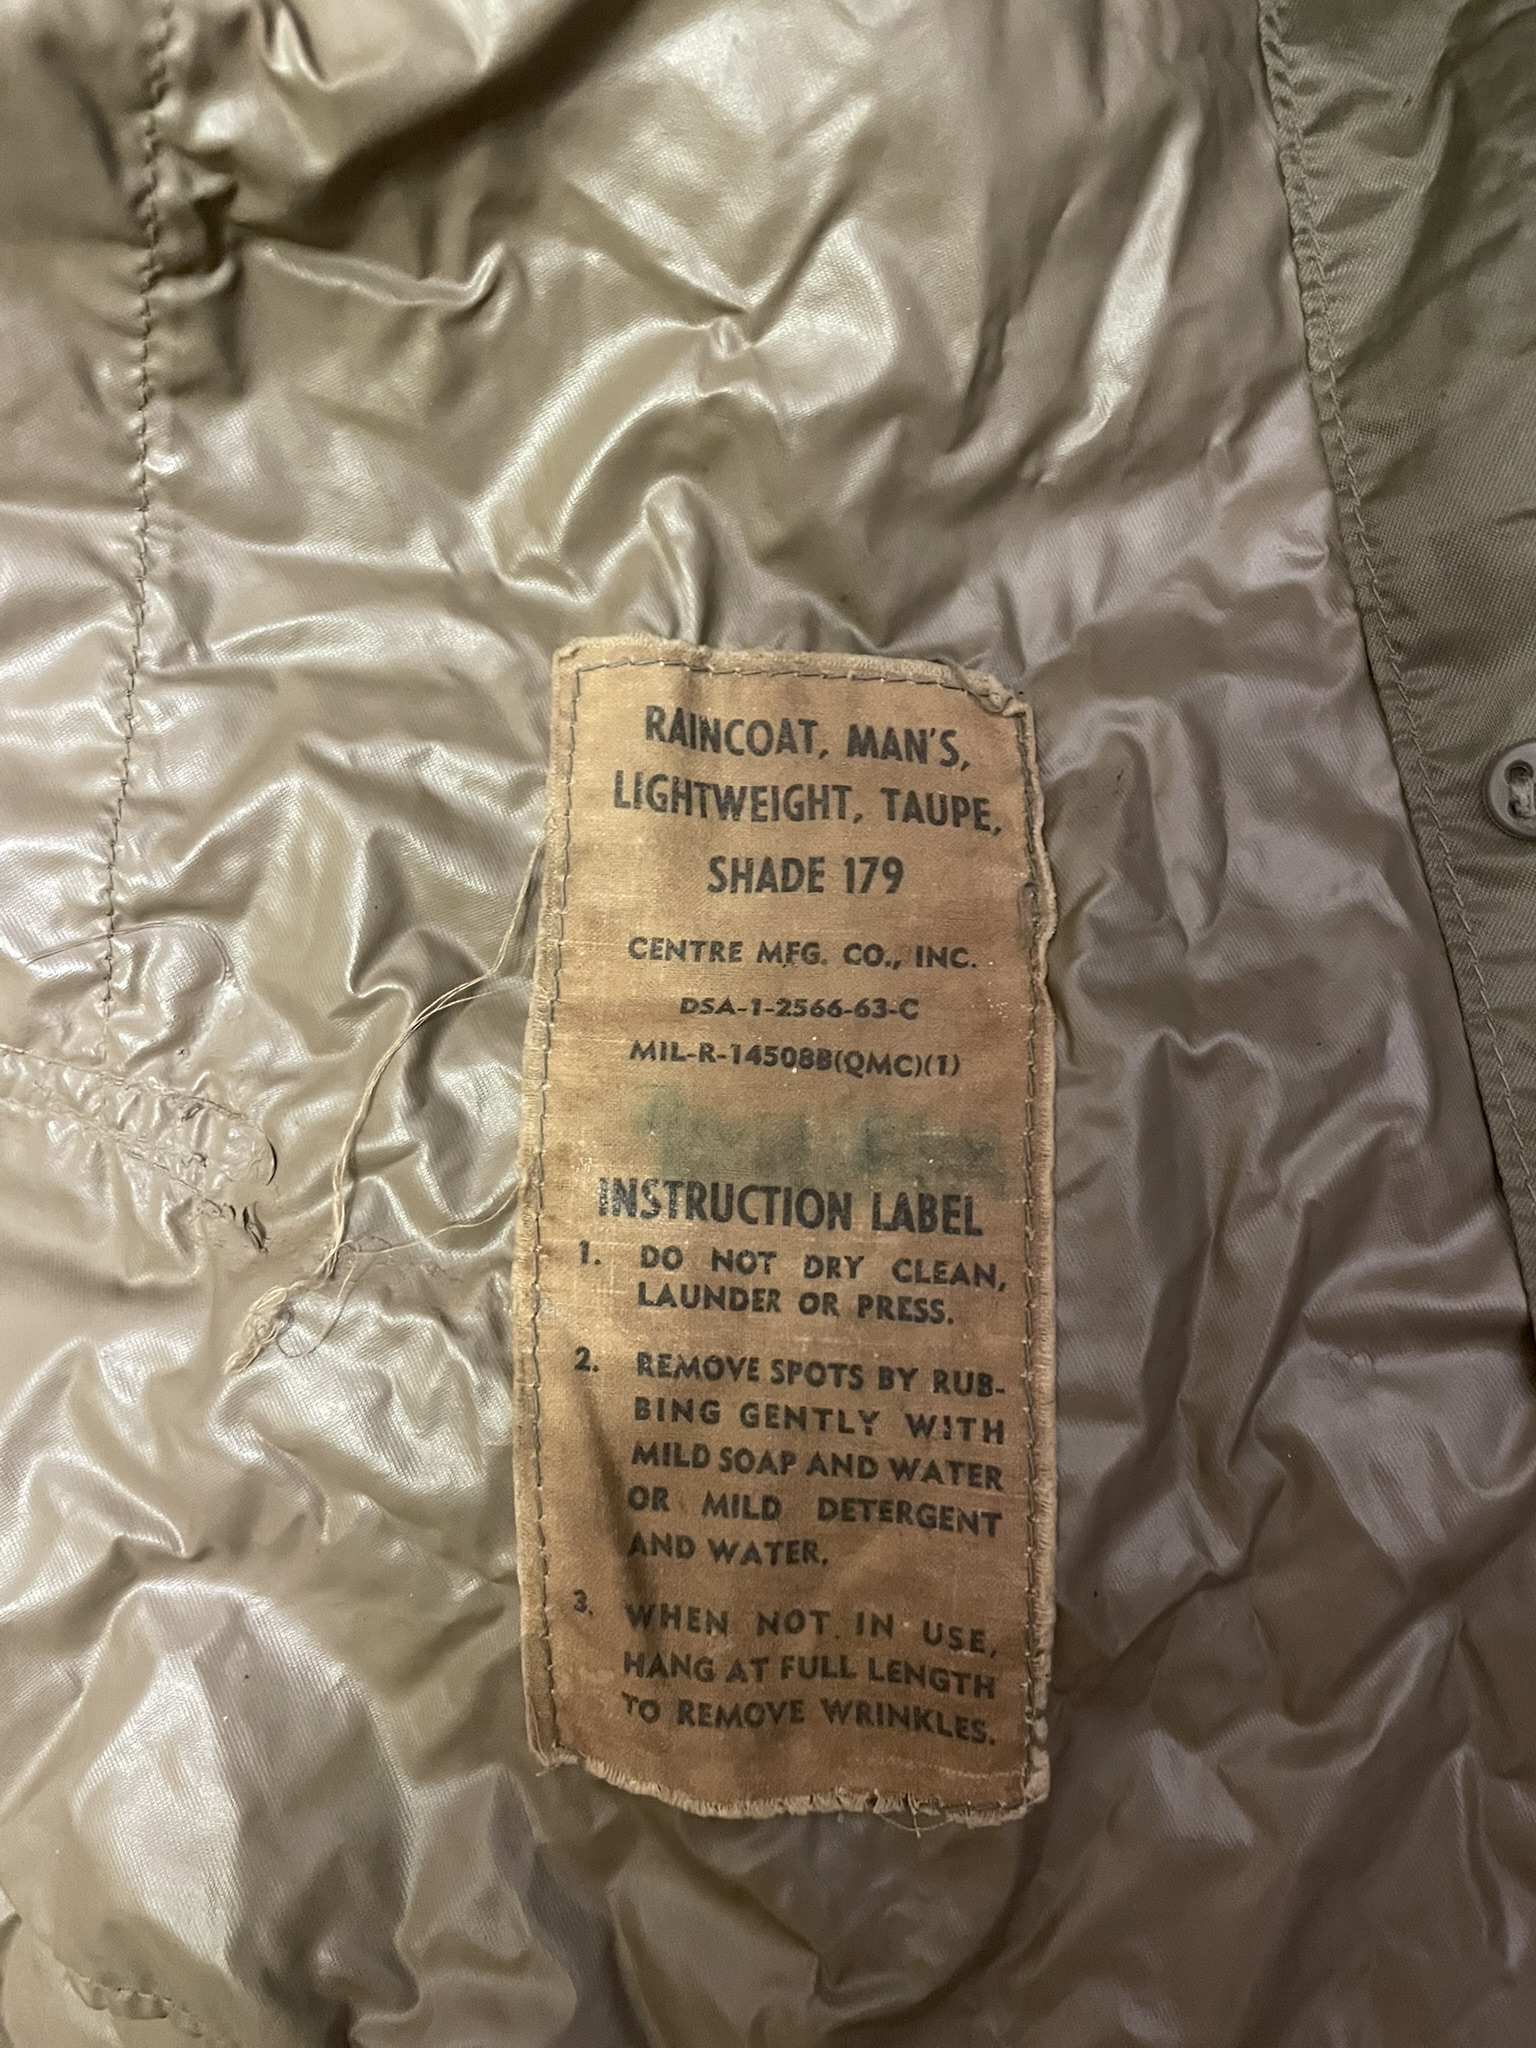 RAINCOAT, MAN'S,
LIGHTWEIGHT, TAUPE,
SHADE 179
CENTRE MFG. CO., INC.
DSA-1-2566-63-C
MIL-R-14508B(QMC)(1)
INSTRUCTION LABEL
1. DO NOT DRY CLEAN,
LAUNDER OR PRESS.
2. REMOVE SPOTS BY RUB-
BING GENTLY WITH
MILD SOAP AND WATER
OR MILD DETERGENT
AND WATER.
3. WHEN NOT IN USE,
HANG AT FULL LENGTH
TO REMOVE WRINKLES.